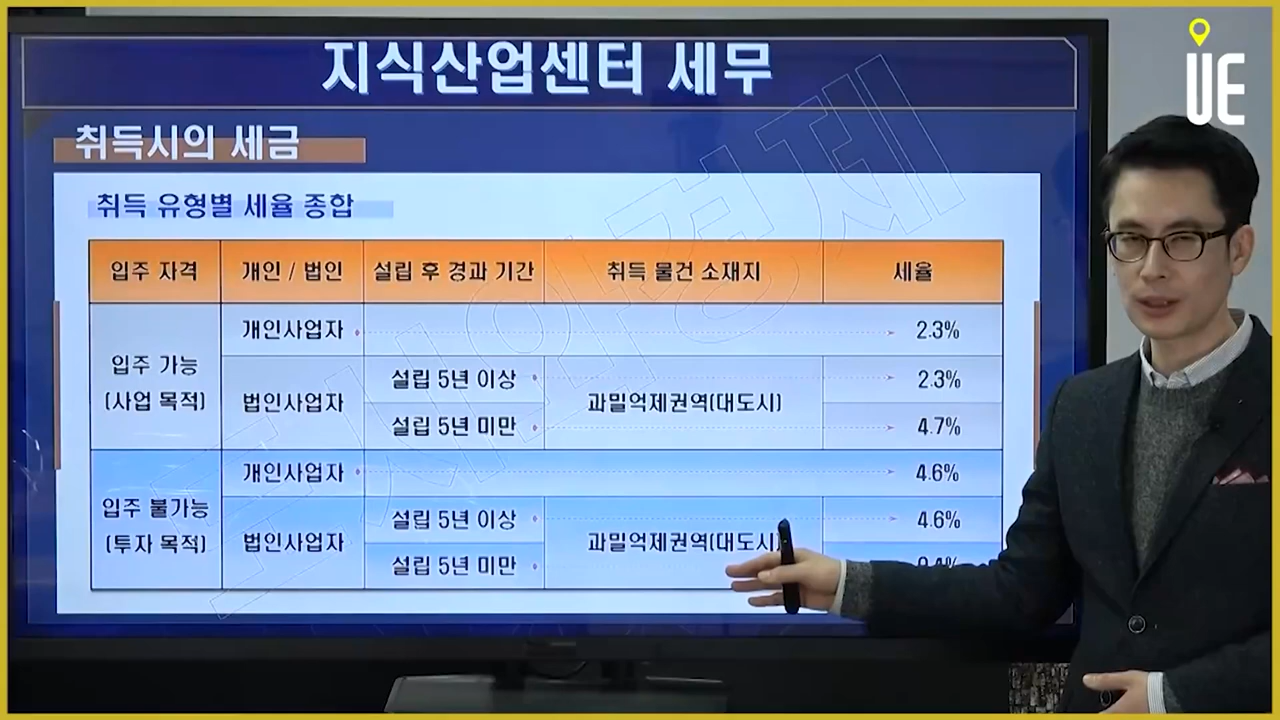 지식산업센터 세무
UE
취득시의 세금
취득 유형별 세율 종합
입주 자격 개인 / 법인 설립 후 경과 기간 취득 물건 소재지 세율
입주 가능
(사업 목적)
개인사업자 2.3%
법인사업자
설립 5년 이상
과밀억제권역(대도시)
2.3%
설립 5년 미만
4.7%
입주 불가능
(투자 목적)
개인사업자 4.6%
법인사업자
설립 5년 이상
과밀억제권역(대도시)
4.6%
설립 5년 미만
도시와경제